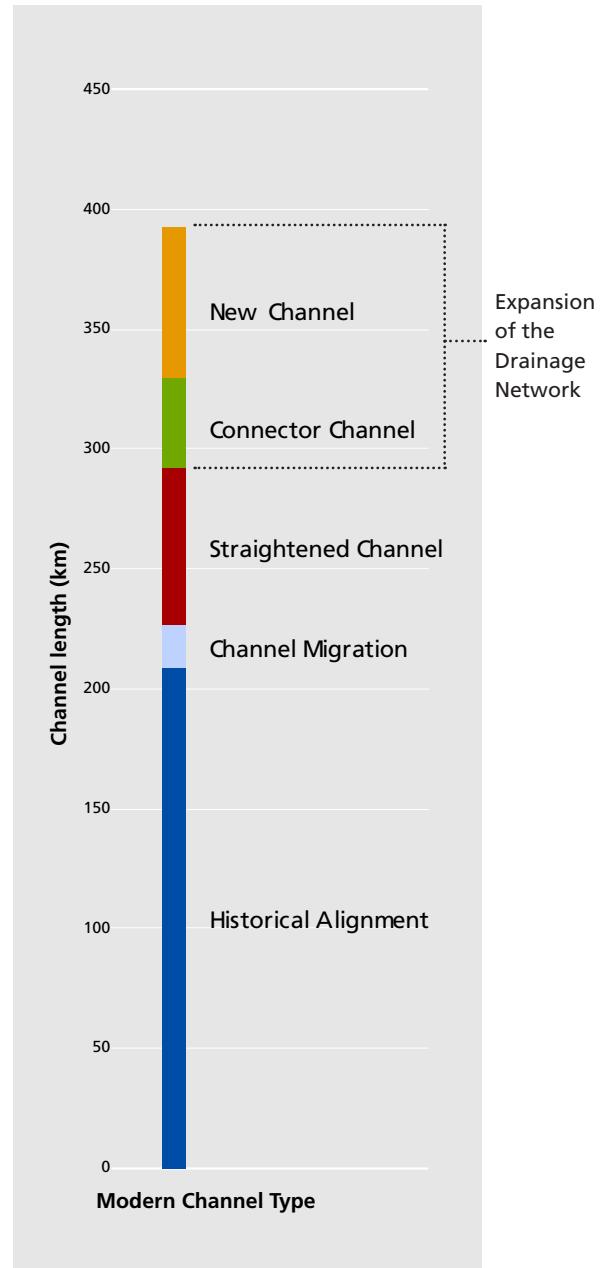 450
400
New Channel
350
Expansion
of the
Drainage
Network
Connector Channel
300
Straightened Channel
250
Channel length (km)
Channel Migration
200
150
Historical Alignment
100
50
0
Modern Channel Type